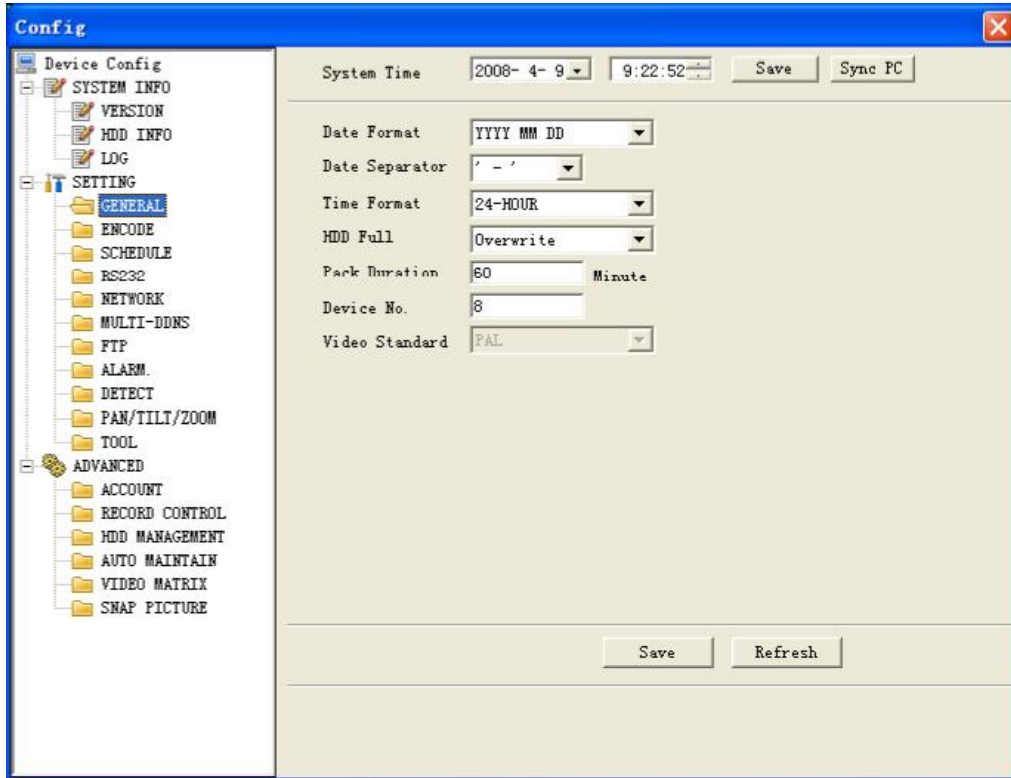 Config
Device Config
SYSTEM INFO
VERSION
HDD INFO
LOG
SETTING
GENERAL
ENCODE
SCHEDULE
RS232
NETWORK
MULTI-DDNS
FTP
ALARM.
DETECT
PAN/TILT/ZOOM
TOOL
ADVANCED
ACCOUNT
RECORD CONTROL
HDD MANAGEMENT
AUTO MAINTAIN
VIDEO MATRIX
SNAP PICTURE
System Time 2008- 4- 9 9:22:52 Save Sync PC
Date Format YYYY MM DD
Date Separator ' - '
Time Format 24-HOUR
HDD Full Overwrite
Pack Duration 60 Minute
Device No. 8
Video Standard PAL
Save Refresh